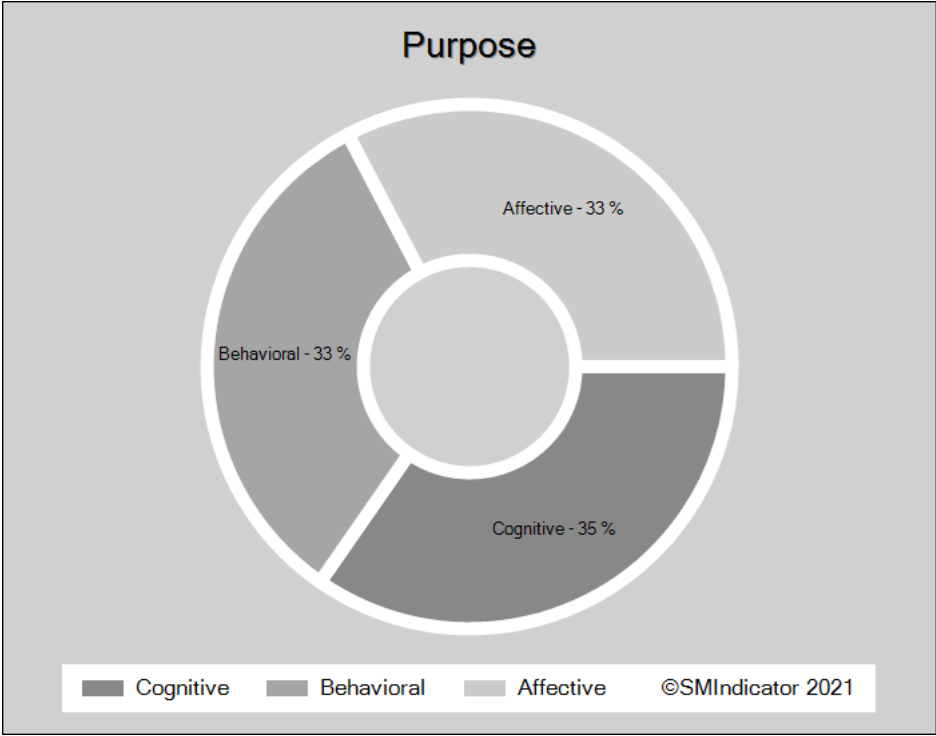 Purpose
Affective - 33 %
Behavioral - 33 %
Cognitive - 35 %
Cognitive Behavioral Affective ©SMIndicator 2021